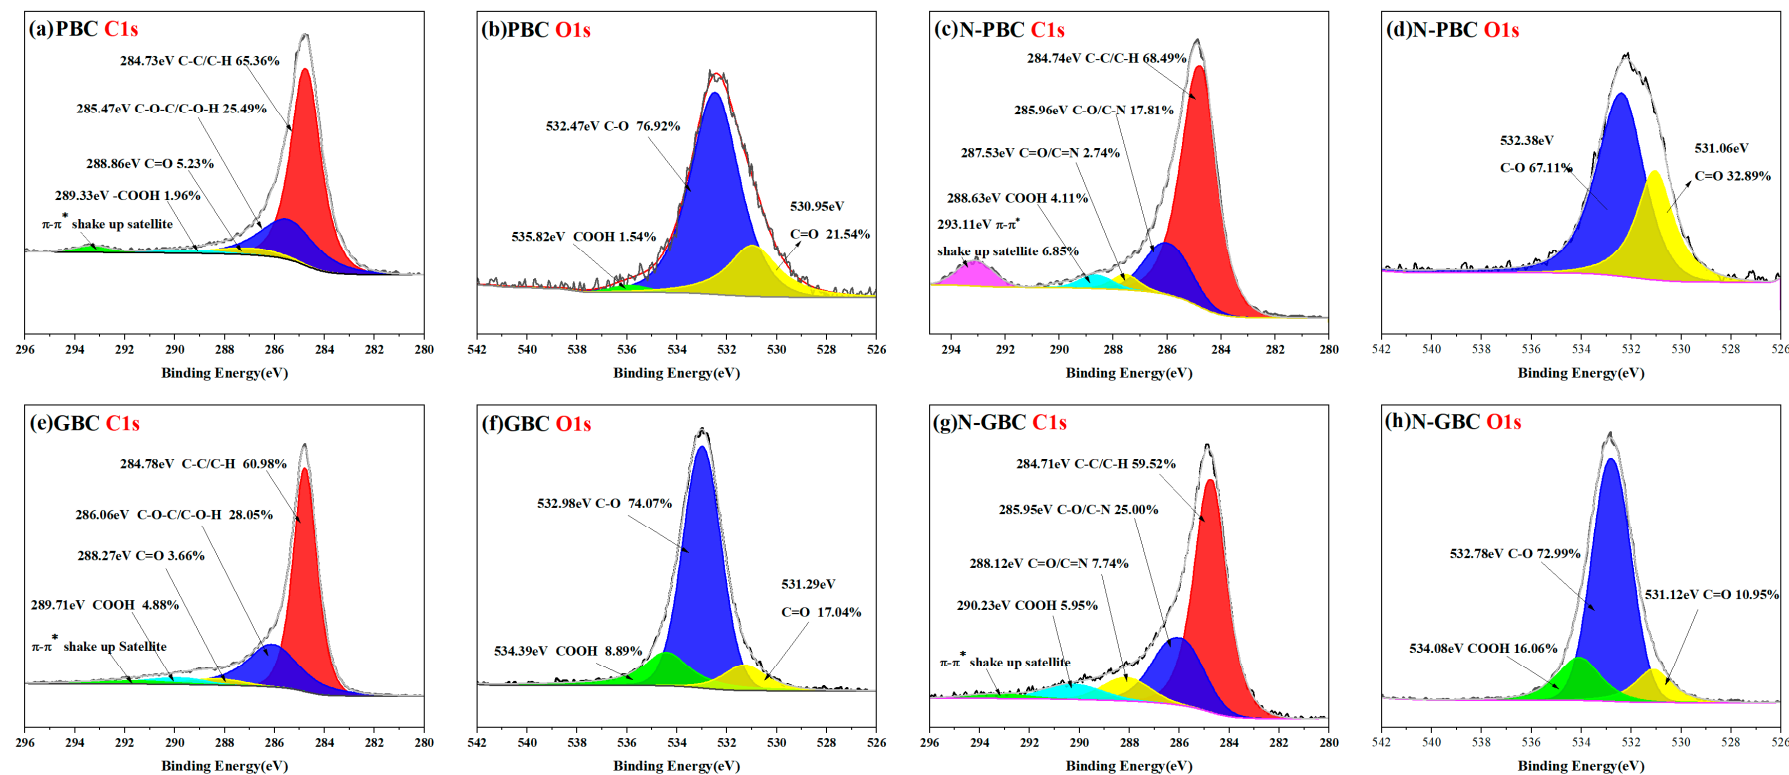 (a)PBC C1s
284.73eV C-C/C-H 65.36%
285.47eV C-O-C/C-O-H 25.49%
288.86eV C=O 5.23%
289.33eV -COOH 1.96%
π-π* shake up satellite
296 294 292 290 288 286 284 282 280
Binding Energy(eV)
(b)PBC O1s
532.47eV C-O 76.92%
530.95eV
C=O 21.54%
535.82eV COOH 1.54%
542 540 538 536 534 532 530 528 526
Binding Energy(eV)
(c)N-PBC C1s
284.74eV C-C/C-H 68.49%
285.96eV C-O/C-N 17.81%
287.53eV C=O/C=N 2.74%
288.63eV COOH 4.11%
293.11eV π-π*
shake up satellite 6.85%
294 292 290 288 286 284 282 280
Binding Energy(eV)
(d)N-PBC O1s
532.38eV
C-O 67.11%
531.06eV
C=O 32.89%
542 540 538 536 534 532 530 528 526
Binding Energy(eV)
(e)GBC C1s
284.78eV C-C/C-H 60.98%
286.06eV C-O-C/C-O-H 28.05%
288.27eV C=O 3.66%
289.71eV COOH 4.88%
π-π* shake up Satellite
296 294 292 290 288 286 284 282 280
Binding Energy(eV)
(f)GBC O1s
532.98eV C-O 74.07%
531.29eV
C=O 17.04%
534.39eV COOH 8.89%
542 540 538 536 534 532 530 528 526
Binding Energy(eV)
(g)N-GBC C1s
284.71eV C-C/C-H 59.52%
285.95eV C-O/C-N 25.00%
288.12eV C=O/C=N 7.74%
290.23eV COOH 5.95%
π-π* shake up satellite
296 294 292 290 288 286 284 282 280
Binding Energy(eV)
(h)N-GBC O1s
532.78eV C-O 72.99%
531.12eV C=O 10.95%
534.08eV COOH 16.06%
542 540 538 536 534 532 530 528 526
Binding Energy(eV)